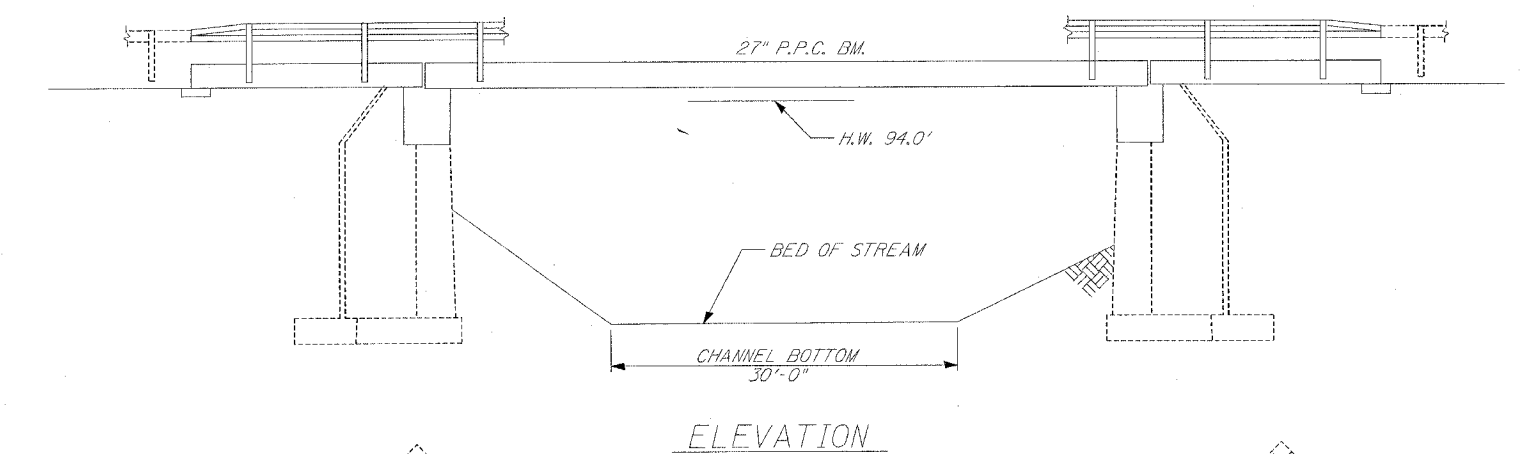 27" P.P.C. BM.
H.W. 94.0'
BED OF STREAM
CHANNEL BOTTOM
30'-0"
ELEVATION